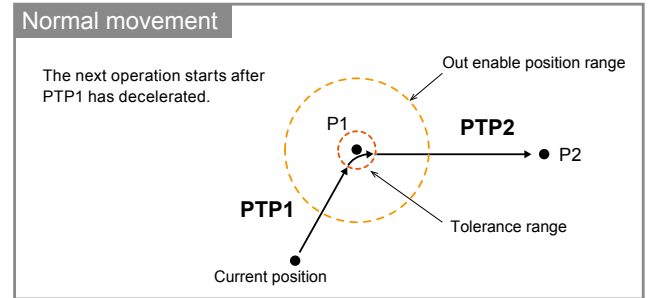 Normal movement
The next operation starts after
PTP1 has decelerated.
Out enable position range
P1
PTP2
P2
PTP1
Tolerance range
Current position